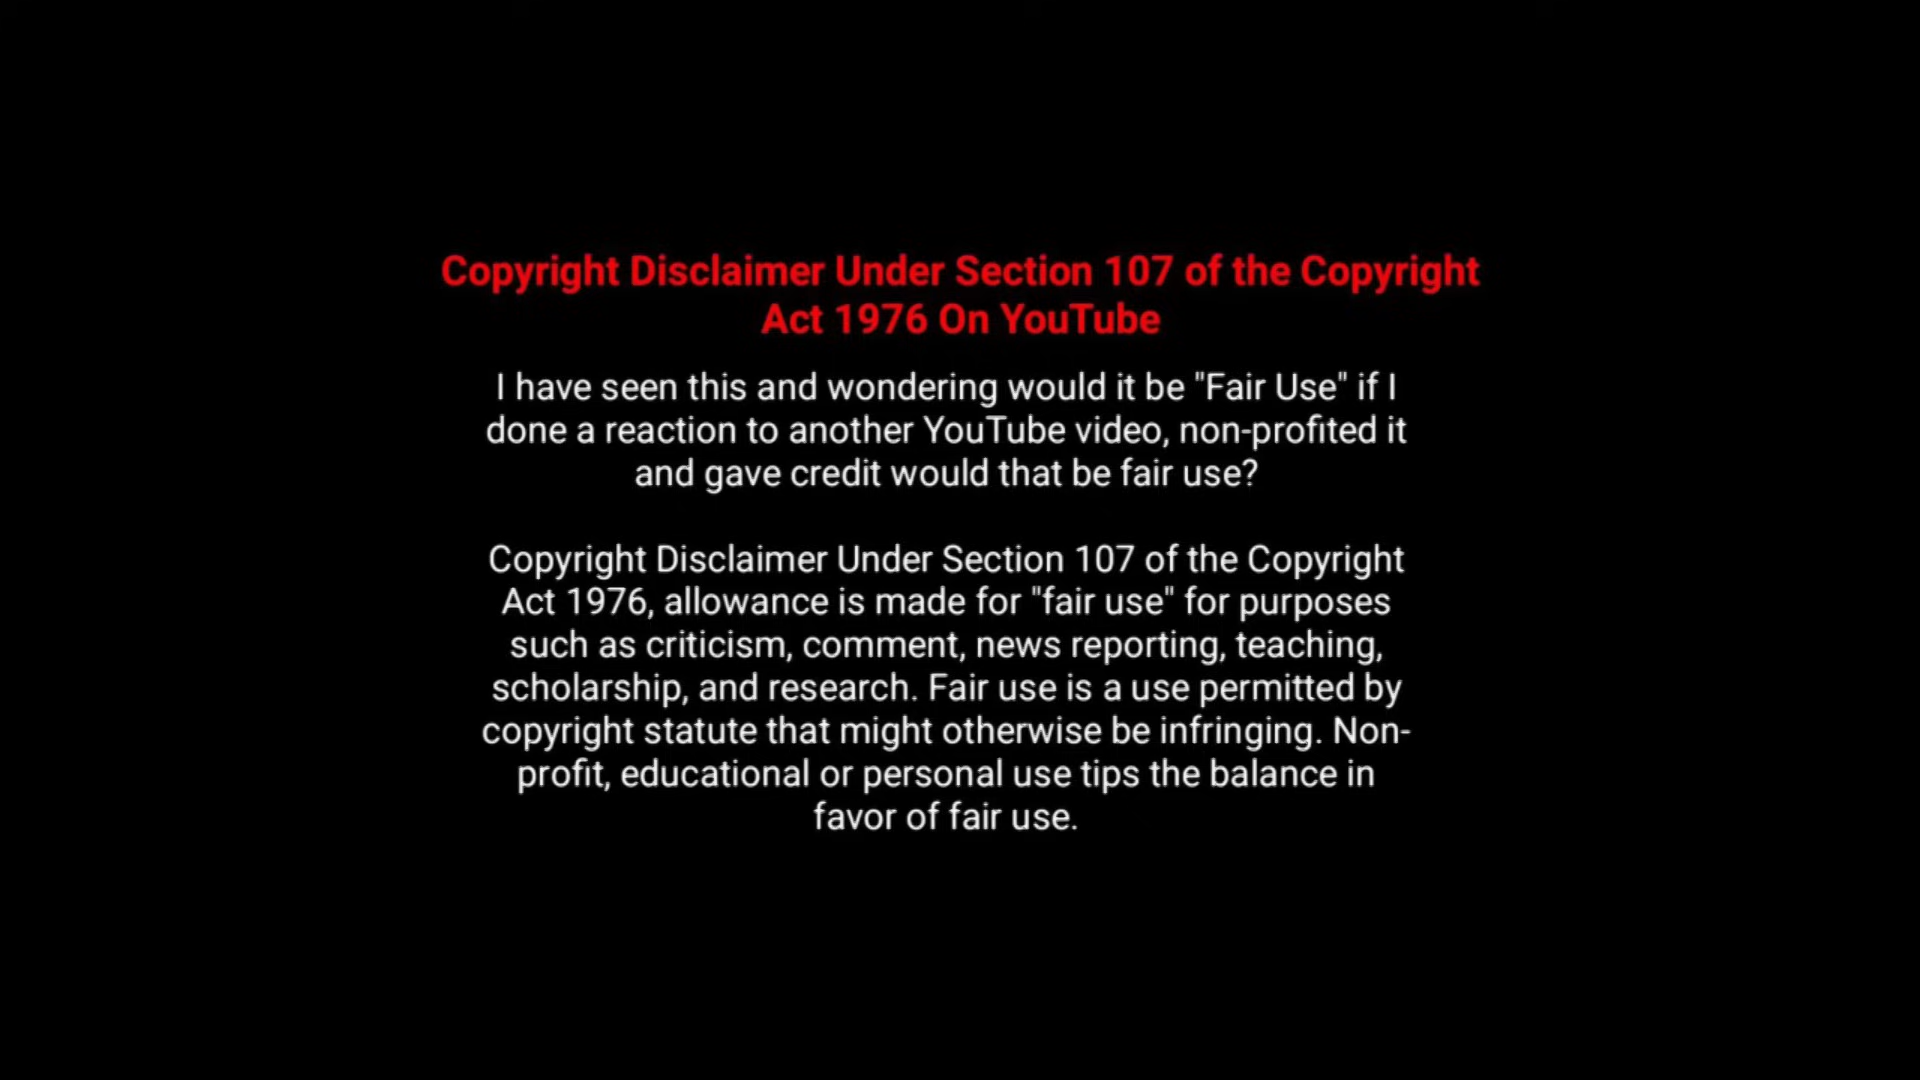 Copyright Disclaimer Under Section 107 of the Copyright
Act 1976 On YouTube
I have seen this and wondering would it be "Fair Use" if I
done a reaction to another YouTube video, non-profited it
and gave credit would that be fair use?
Copyright Disclaimer Under Section 107 of the Copyright
Act 1976, allowance is made for "fair use" for purposes
such as criticism, comment, news reporting, teaching,
scholarship, and research. Fair use is a use permitted by
copyright statute that might otherwise be infringing. Non-
profit, educational or personal use tips the balance in
favor of fair use.